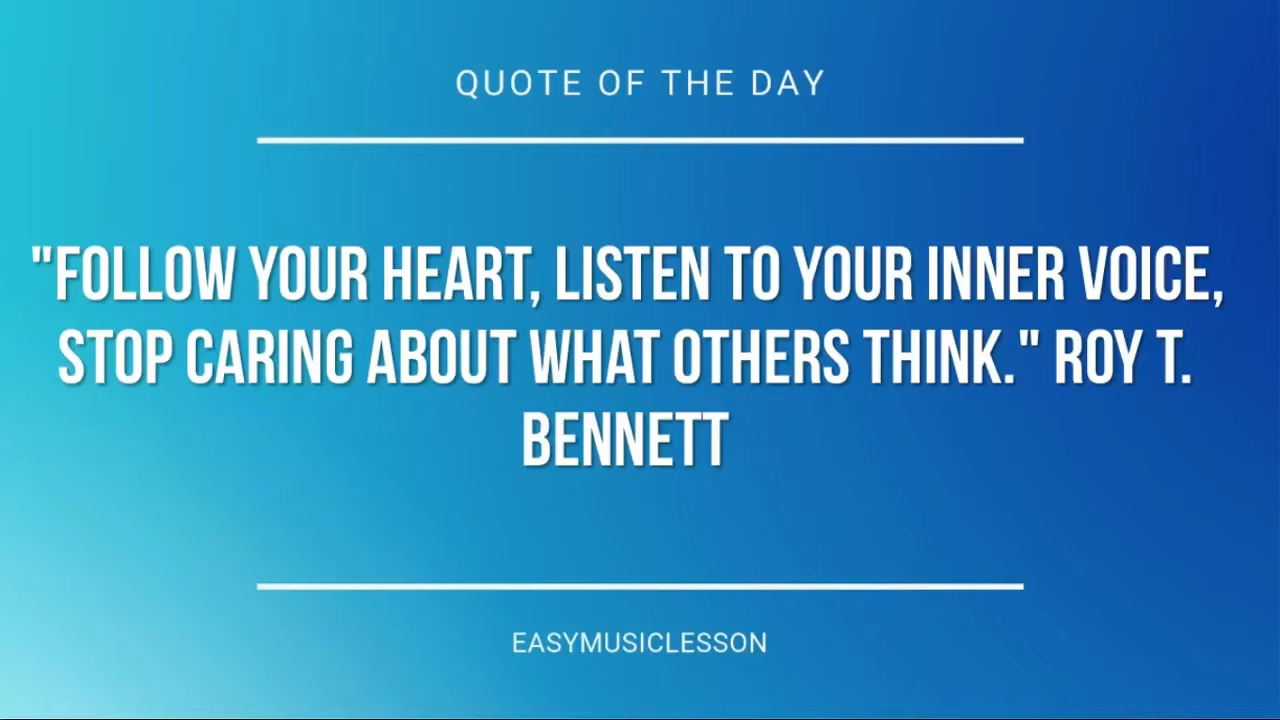 QUOTE OF THE DAY
"FOLLOW YOUR HEART, LISTEN TO YOUR INNER VOICE,
STOP CARING ABOUT WHAT OTHERS THINK." ROY T.
BENNETT
EASYMUSICLESSON